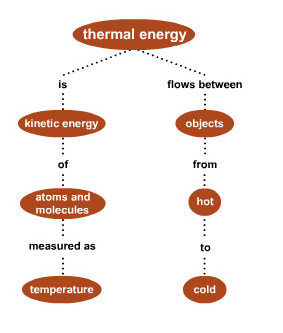 thermal energy
is
flows between
kinetic energy
objects
of
from
atoms and
molecules
hot
measured as
to
temperature
cold